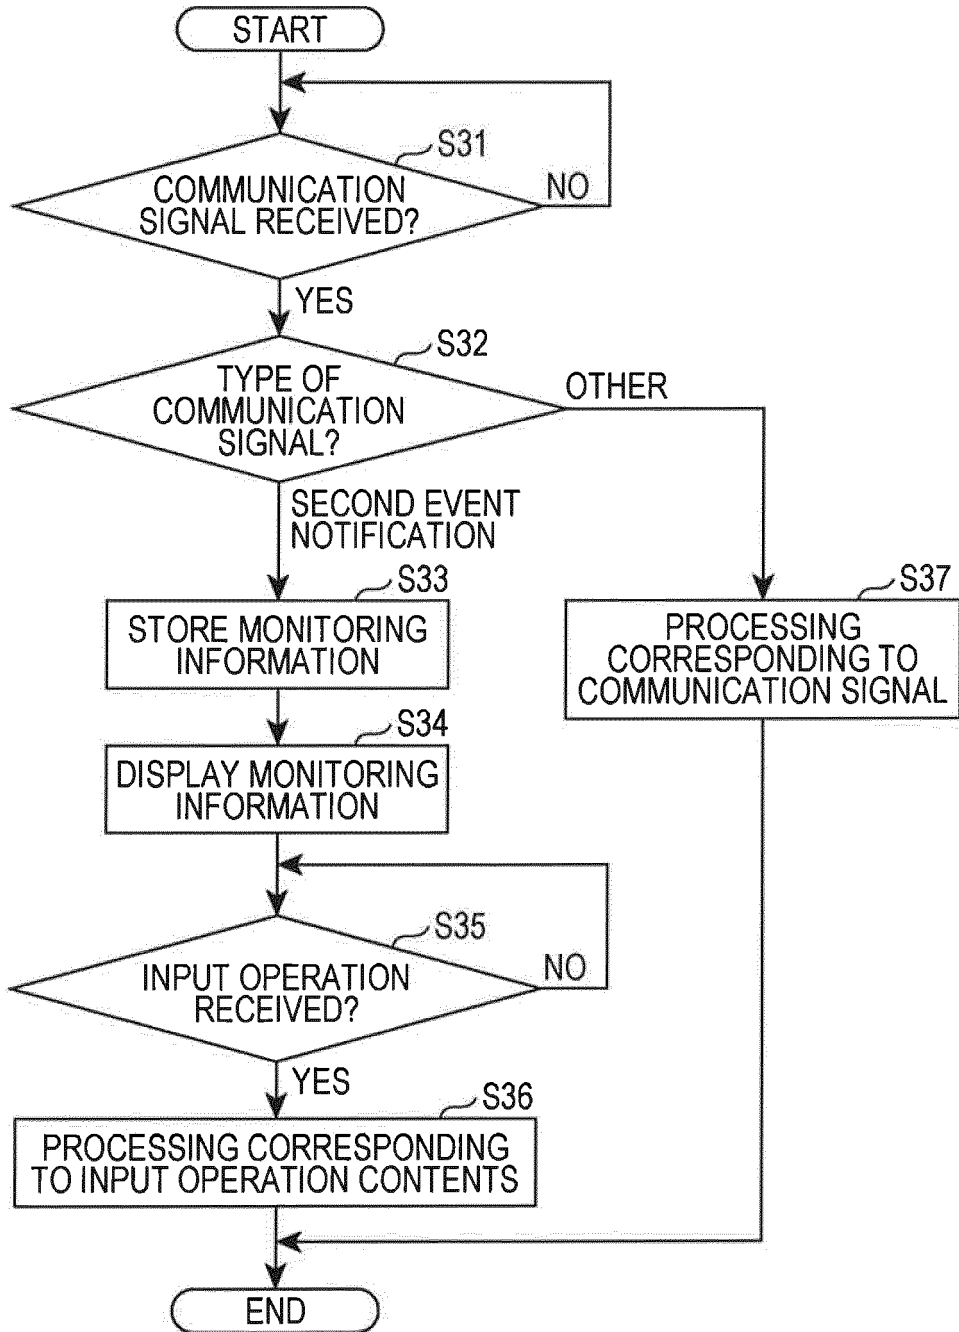 START
S31
COMMUNICATION
SIGNAL RECEIVED?
NO
YES
S32
TYPE OF
COMMUNICATION
SIGNAL?
OTHER
SECOND EVENT
NOTIFICATION
S33
STORE MONITORING
INFORMATION
S37
PROCESSING
CORRESPONDING TO
COMMUNICATION SIGNAL
S34
DISPLAY MONITORING
INFORMATION
S35
INPUT OPERATION
RECEIVED?
NO
YES
S36
PROCESSING CORRESPONDING
TO INPUT OPERATION CONTENTS
END